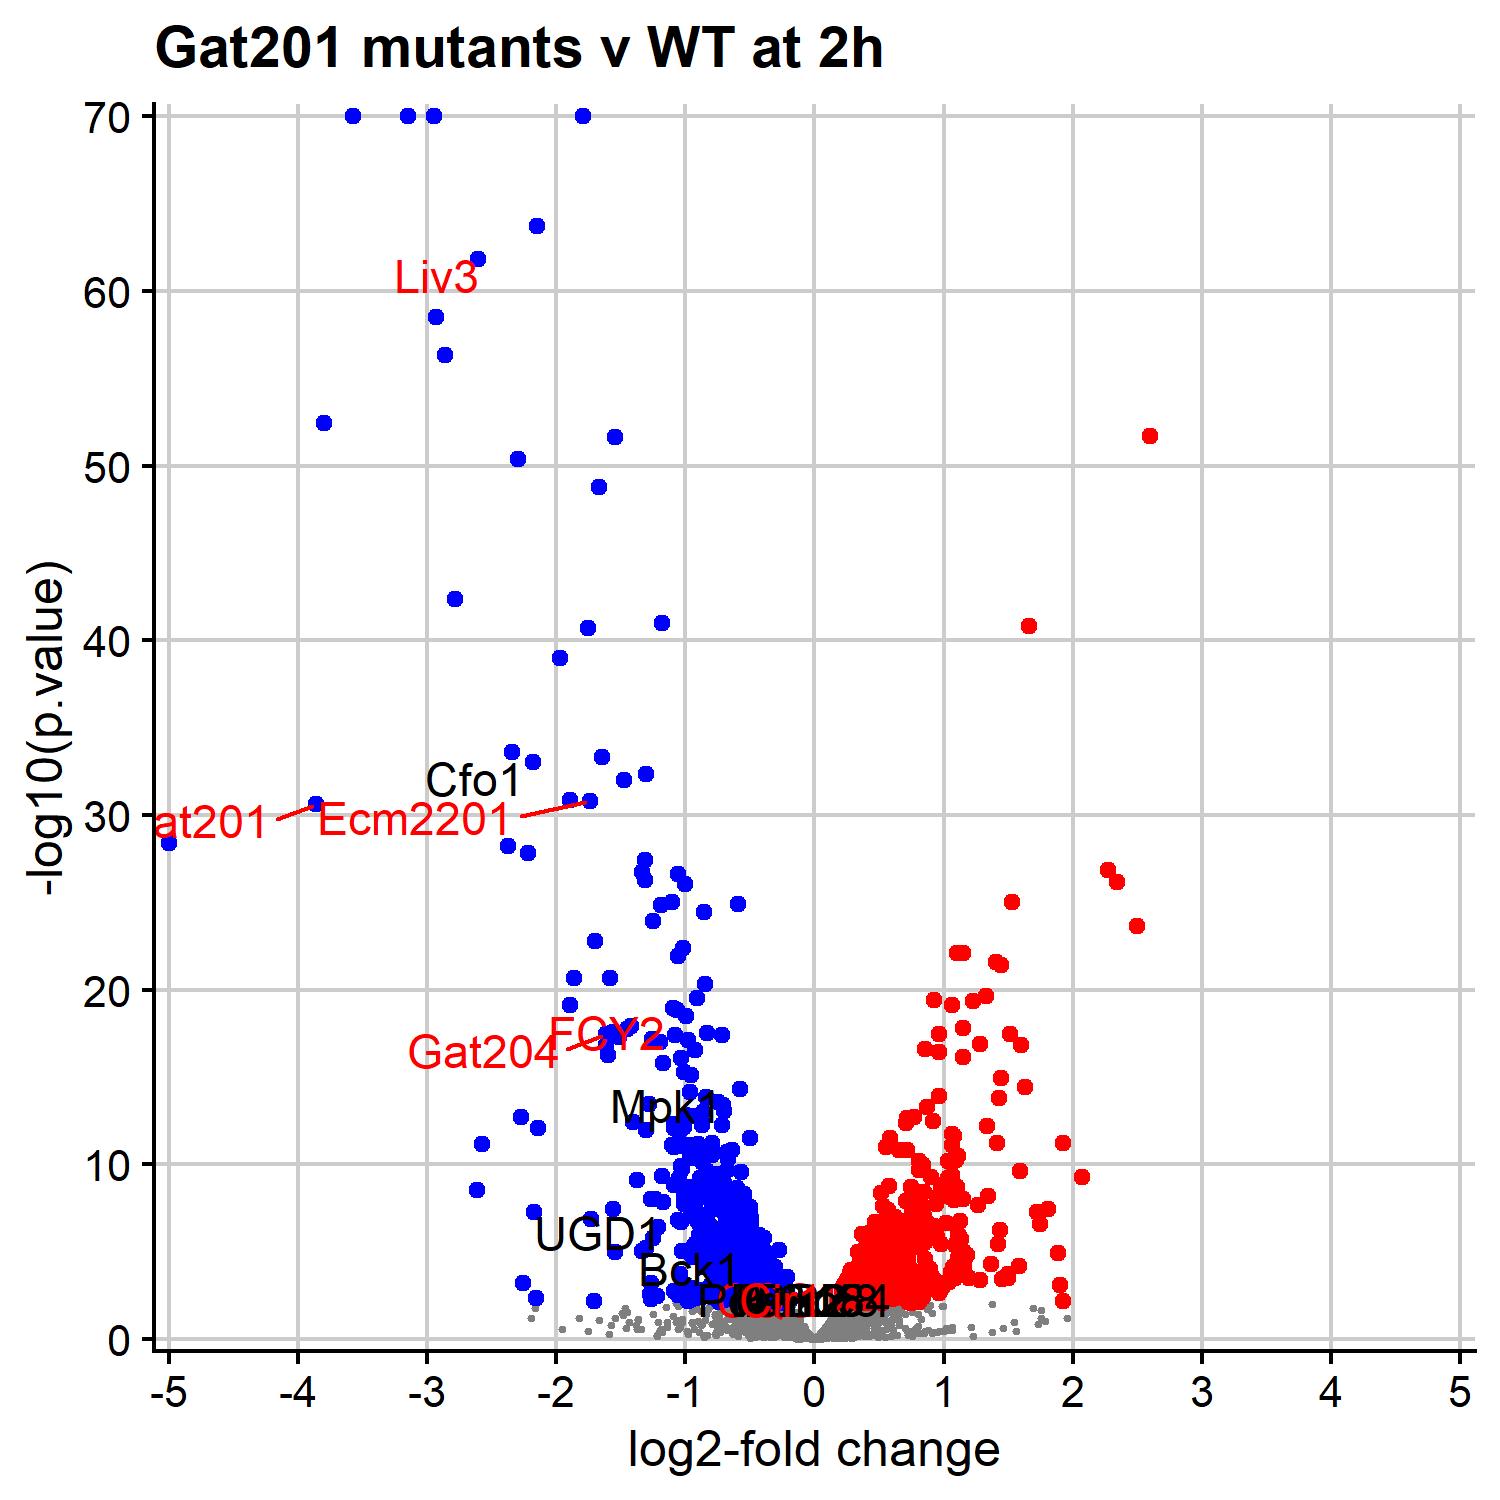 Gat201 mutants v WT at 2h
70
60
50
40
30
20
10
0
-log10(p.value)
Liv3
Cfo1
at201
Ecm2201
FCY2
Gat204
Mpk1
UGD1
Bck1
-5 -4 -3 -2 -1 0 1 2 3 4 5
log2-fold change